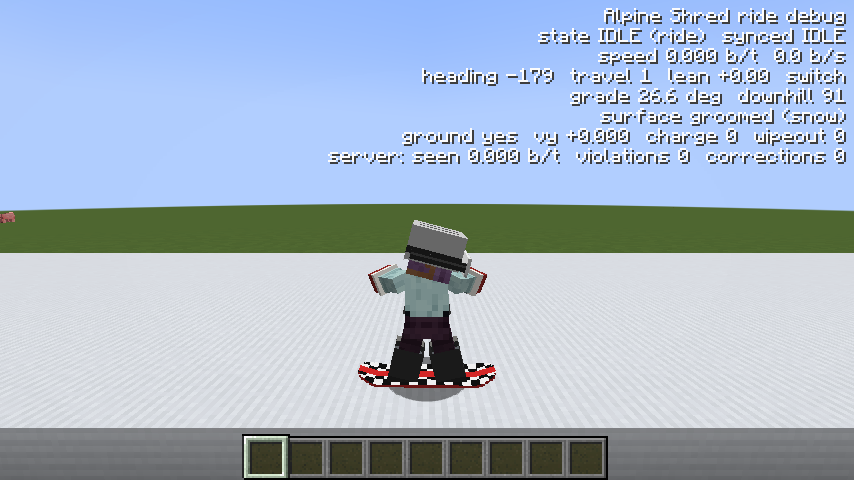 Alpine Shred ride debug
state IDLE (ride) synced IDLE
speed 0.000 b/t 0.0 b/s
heading -179 travel 1 lean +0.00 switch
grade 26.6 deg downhill 91
surface groomed (snow)
ground yes vy +0.000 charge 0 wipeout 0
server: seen 0.000 b/t violations 0 corrections 0